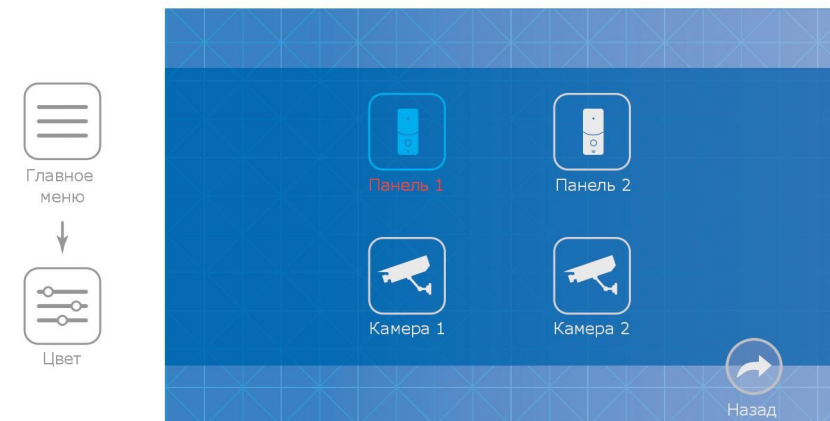 Главное
меню
Цвет
Панель 1
Панель 2
Камера 1
Камера 2
Назад